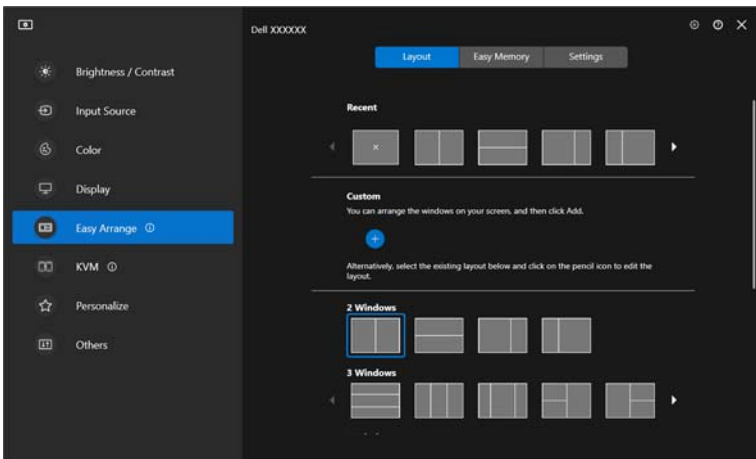 Dell XXXXXX
Layout
Easy Memory
Settings
Brightness / Contrast
Input Source
Color
Display
Easy Arrange
KVM
Personalize
Others
Recent
Custom
You can arrange the windows on your screen, and then click Add.
Alternatively, select the existing layout below and click on the pencil icon to edit the
layout.
2 Windows
3 Windows